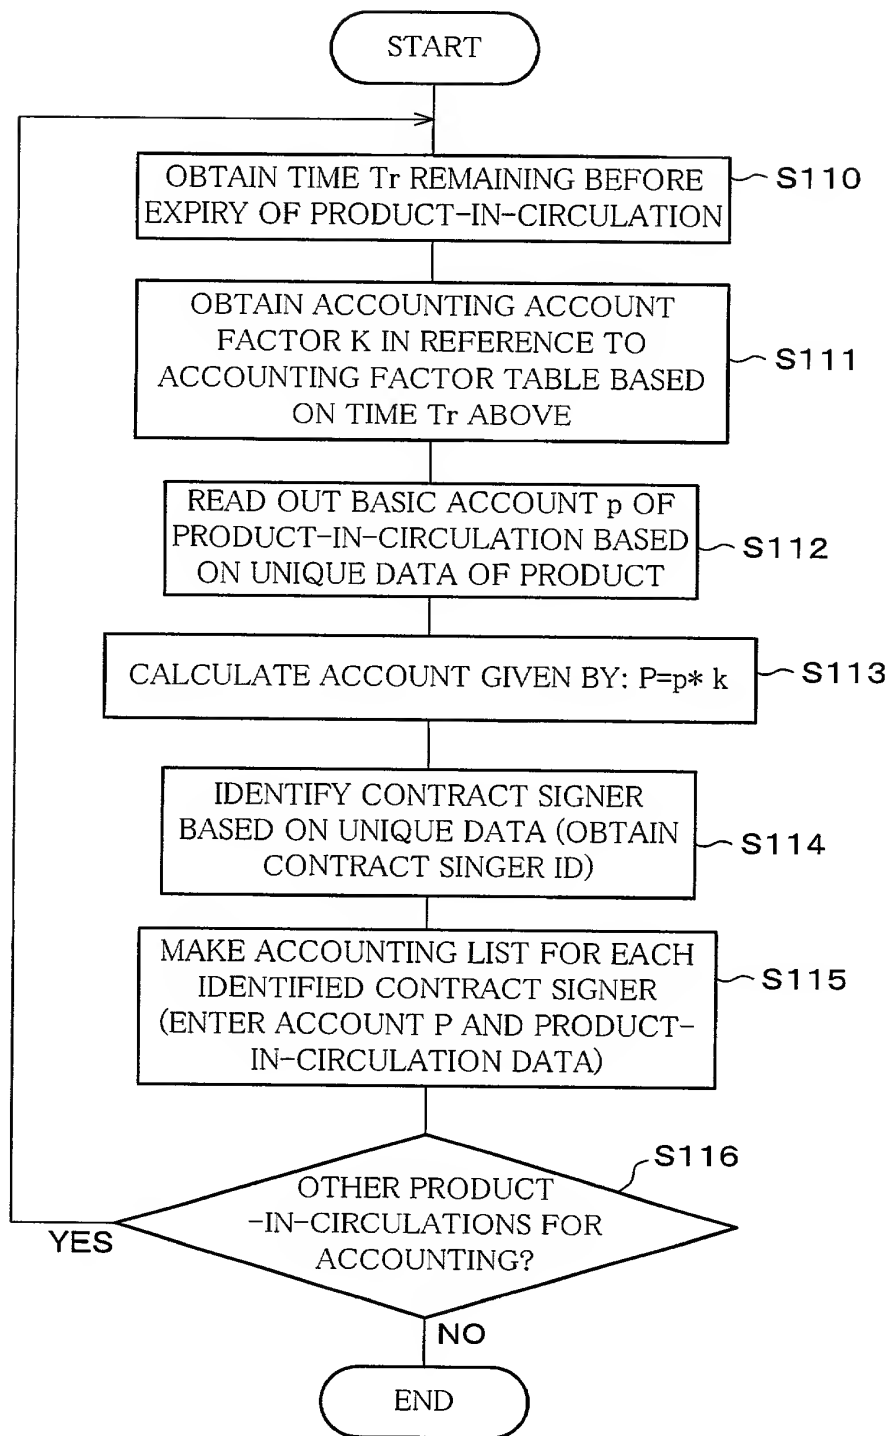 START
OBTAIN TIME Tr REMAINING BEFORE
EXPIRY OF PRODUCT-IN-CIRCULATION
S110
OBTAIN ACCOUNTING ACCOUNT
FACTOR K IN REFERENCE TO
ACCOUNTING FACTOR TABLE BASED
ON TIME Tr ABOVE
S111
READ OUT BASIC ACCOUNT p OF
PRODUCT-IN-CIRCULATION BASED
ON UNIQUE DATA OF PRODUCT
S112
CALCULATE ACCOUNT GIVEN BY: P=p* k
S113
IDENTIFY CONTRACT SIGNER
BASED ON UNIQUE DATA (OBTAIN
CONTRACT SINGER ID)
S114
MAKE ACCOUNTING LIST FOR EACH
IDENTIFIED CONTRACT SIGNER
(ENTER ACCOUNT P AND PRODUCT-
IN-CIRCULATION DATA)
S115
OTHER PRODUCT
-IN-CIRCULATIONS FOR
ACCOUNTING?
S116
YES
NO
END